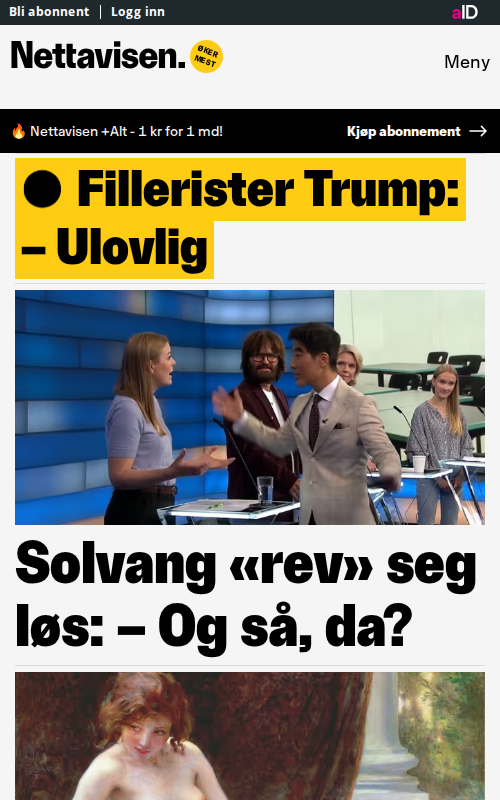 Bli abonnent
Logg inn
aID
Nettavisen.
ØKER
MEST
Meny
🔥 Nettavisen +Alt - 1 kr for 1 md!
Kjøp abonnement →
● Fillerister Trump:
– Ulovlig
Solvang «rev» seg
løs: – Og så, da?